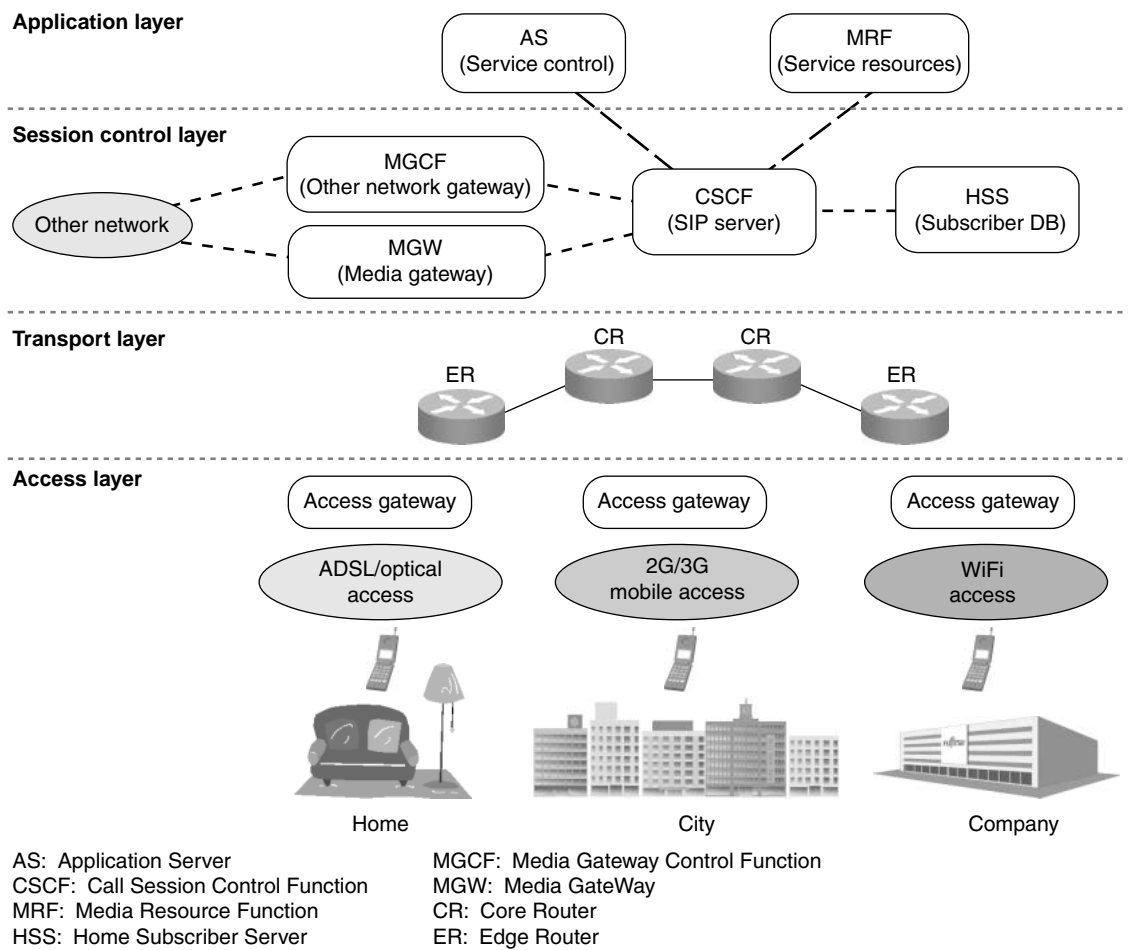 Application layer
AS
(Service control)
MRF
(Service resources)
Session control layer
MGCF
(Other network gateway)
Other network
CSCF
(SIP server)
HSS
(Subscriber DB)
MGW
(Media gateway)
Transport layer
ER
CR
CR
ER
Access layer
Access gateway
Access gateway
Access gateway
ADSL/optical
access
2G/3G
mobile access
WiFi
access
FUJITSU
Home
City
Company
AS: Application Server
CSCF: Call Session Control Function
MRF: Media Resource Function
HSS: Home Subscriber Server
MGCF: Media Gateway Control Function
MGW: Media GateWay
CR: Core Router
ER: Edge Router